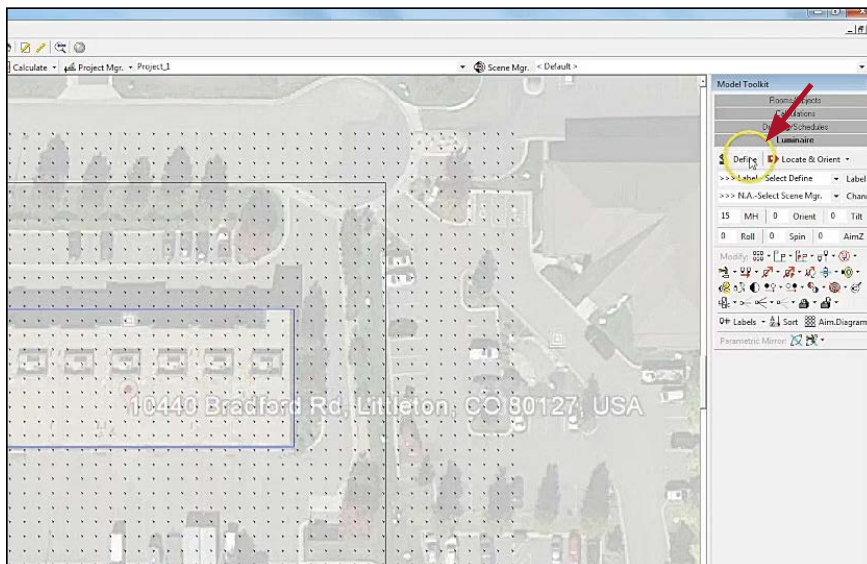 Calculate Project Mgr. Project_1 Scene Mgr. < Default >
Model Toolkit
Calculations
Luminaire
Define Locate & Orient
>>> Label - Select Define Label
>>> N.A.-Select Scene Mgr. Chan
15 MH 0 Orient 0 Tilt
0 Roll 0 Spin 0 AimZ
Modify:
Labels Sort Aim.Diagram
Parametric Mirror:
10440 Bradford Rd, Littleton, CO 80127, USA